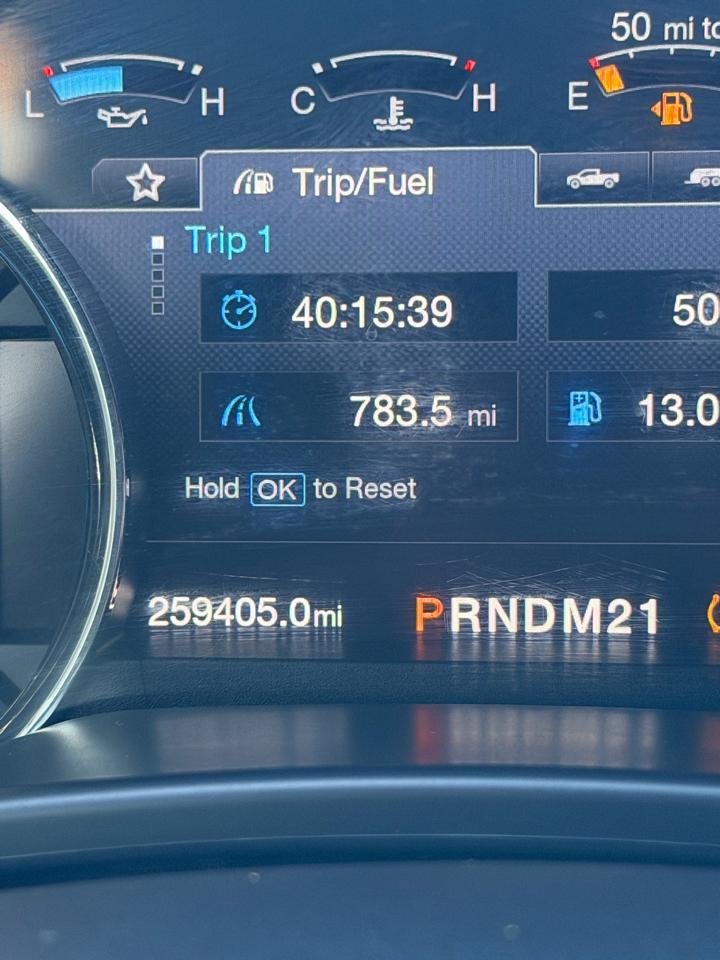 50 mi to
L H C H E
Trip/Fuel
Trip 1
40:15:39 50
783.5 mi 13.0
Hold OK to Reset
259405.0mi PRNDM21